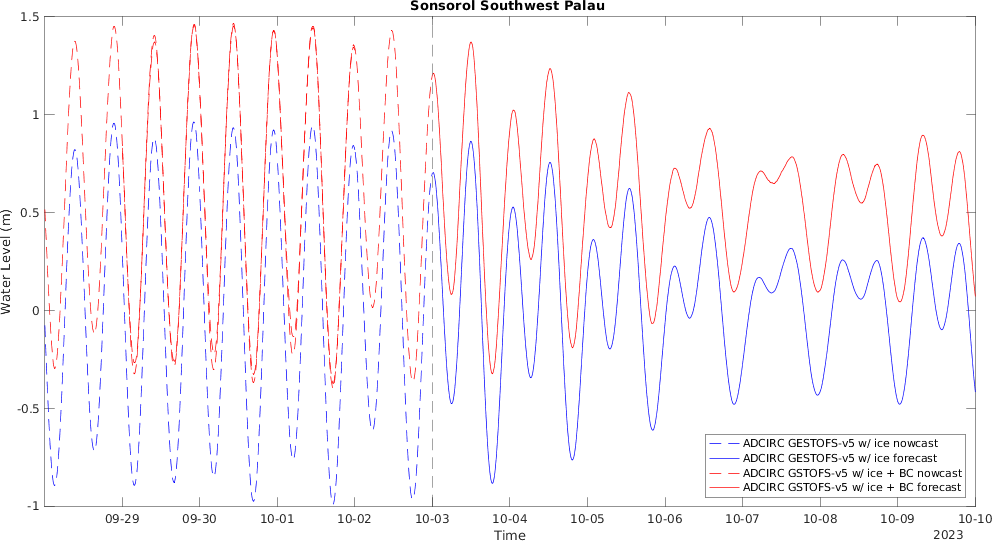 Sonsorol Southwest Palau
Water Level (m)
1.5
1
0.5
0
-0.5
-1
ADCIRC GESTOFS-v5 w/ ice nowcast
ADCIRC GESTOFS-v5 w/ ice forecast
ADCIRC GSTOFS-v5 w/ ice + BC nowcast
ADCIRC GSTOFS-v5 w/ ice + BC forecast
09-29 09-30 10-01 10-02 10-03 10-04 10-05 10-06 10-07 10-08 10-09 10-10
Time
2023